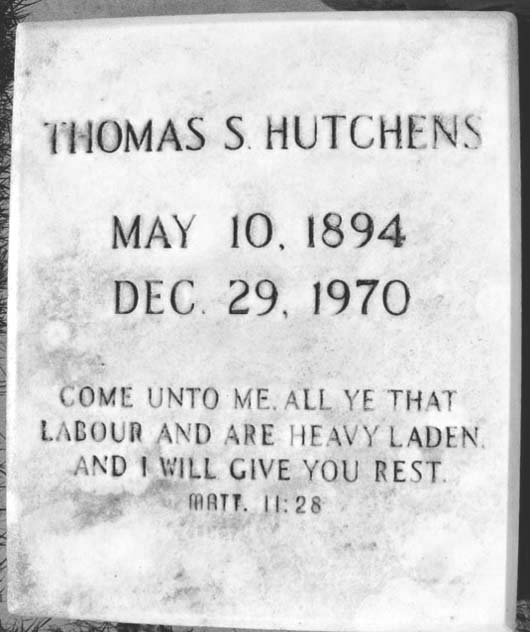 THOMAS S. HUTCHENS
MAY 10, 1894
DEC. 29, 1970
COME UNTO ME, ALL YE THAT
LABOUR AND ARE HEAVY LADEN,
AND I WILL GIVE YOU REST.
MATT. 11:28